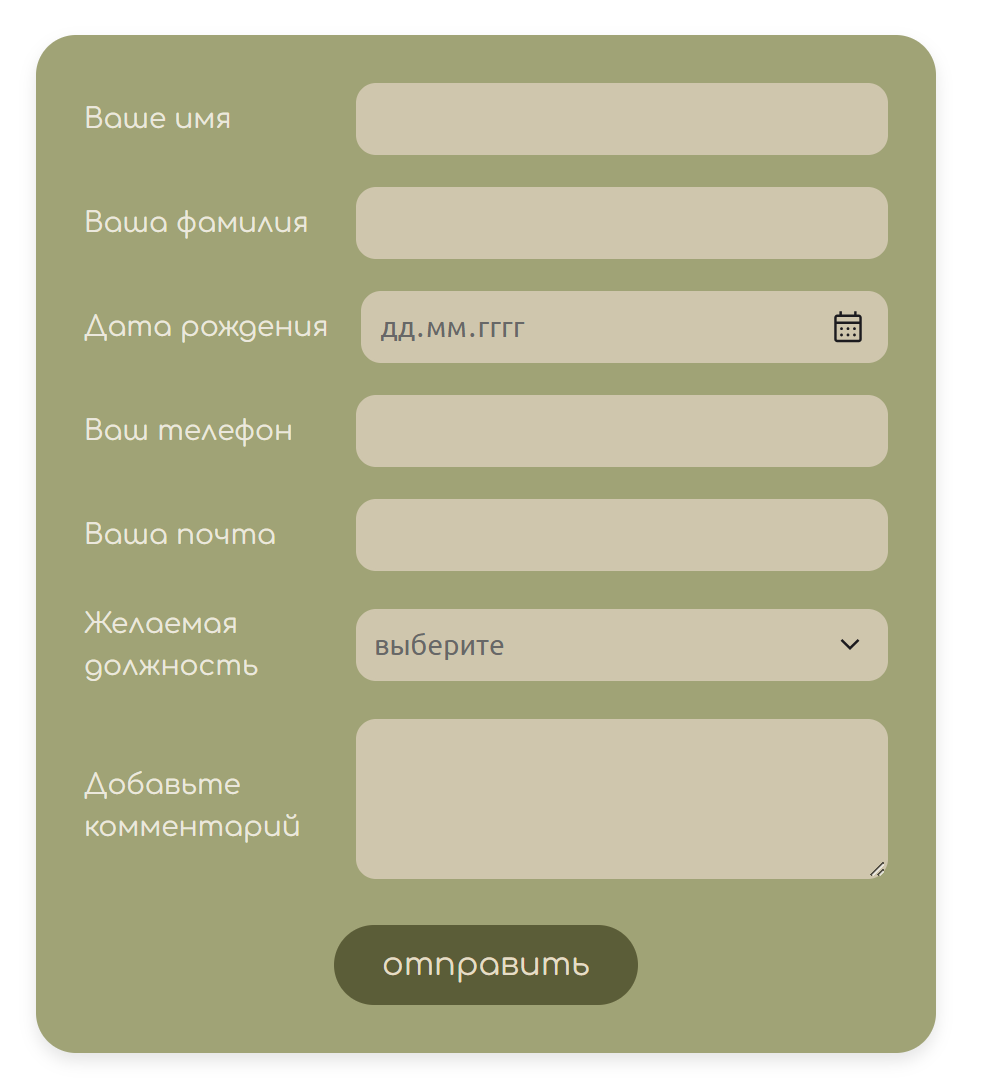 Ваше имя
Ваша фамилия
Дата рождения
дд.мм.гггг
Ваш телефон
Ваша почта
Желаемая
должность
выберите
Добавьте
комментарий
отправить